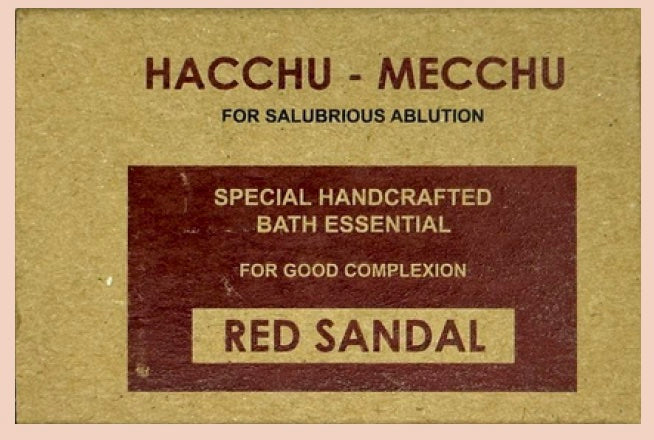 HACCHU - MECCHU
FOR SALUBRIOUS ABLUTION
SPECIAL HANDCRAFTED
BATH ESSENTIAL
FOR GOOD COMPLEXION
RED SANDAL